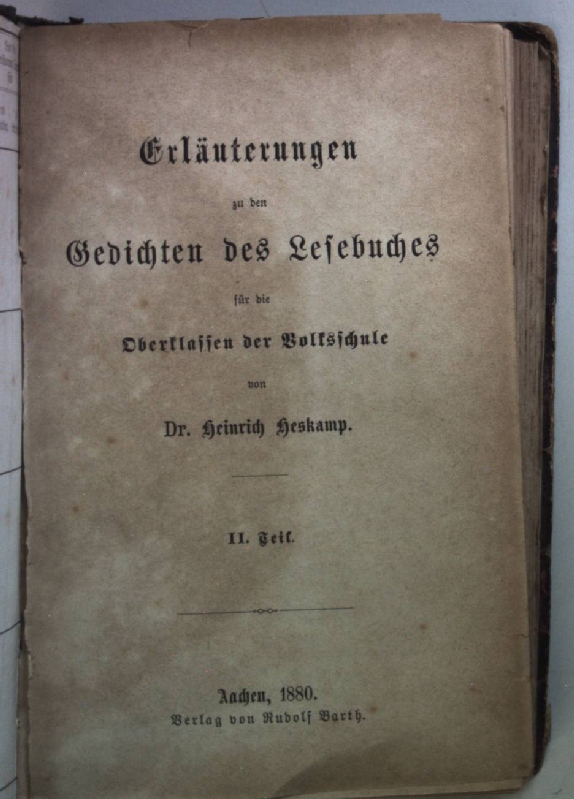 Erläuterungen
zu den
Gedichten des Lesebuches
für die
Oberklassen der Volksschule
von
Dr. Heinrich Heskamp.
II. Teil.
Aachen, 1880.
Verlag von Rudolf Barth.